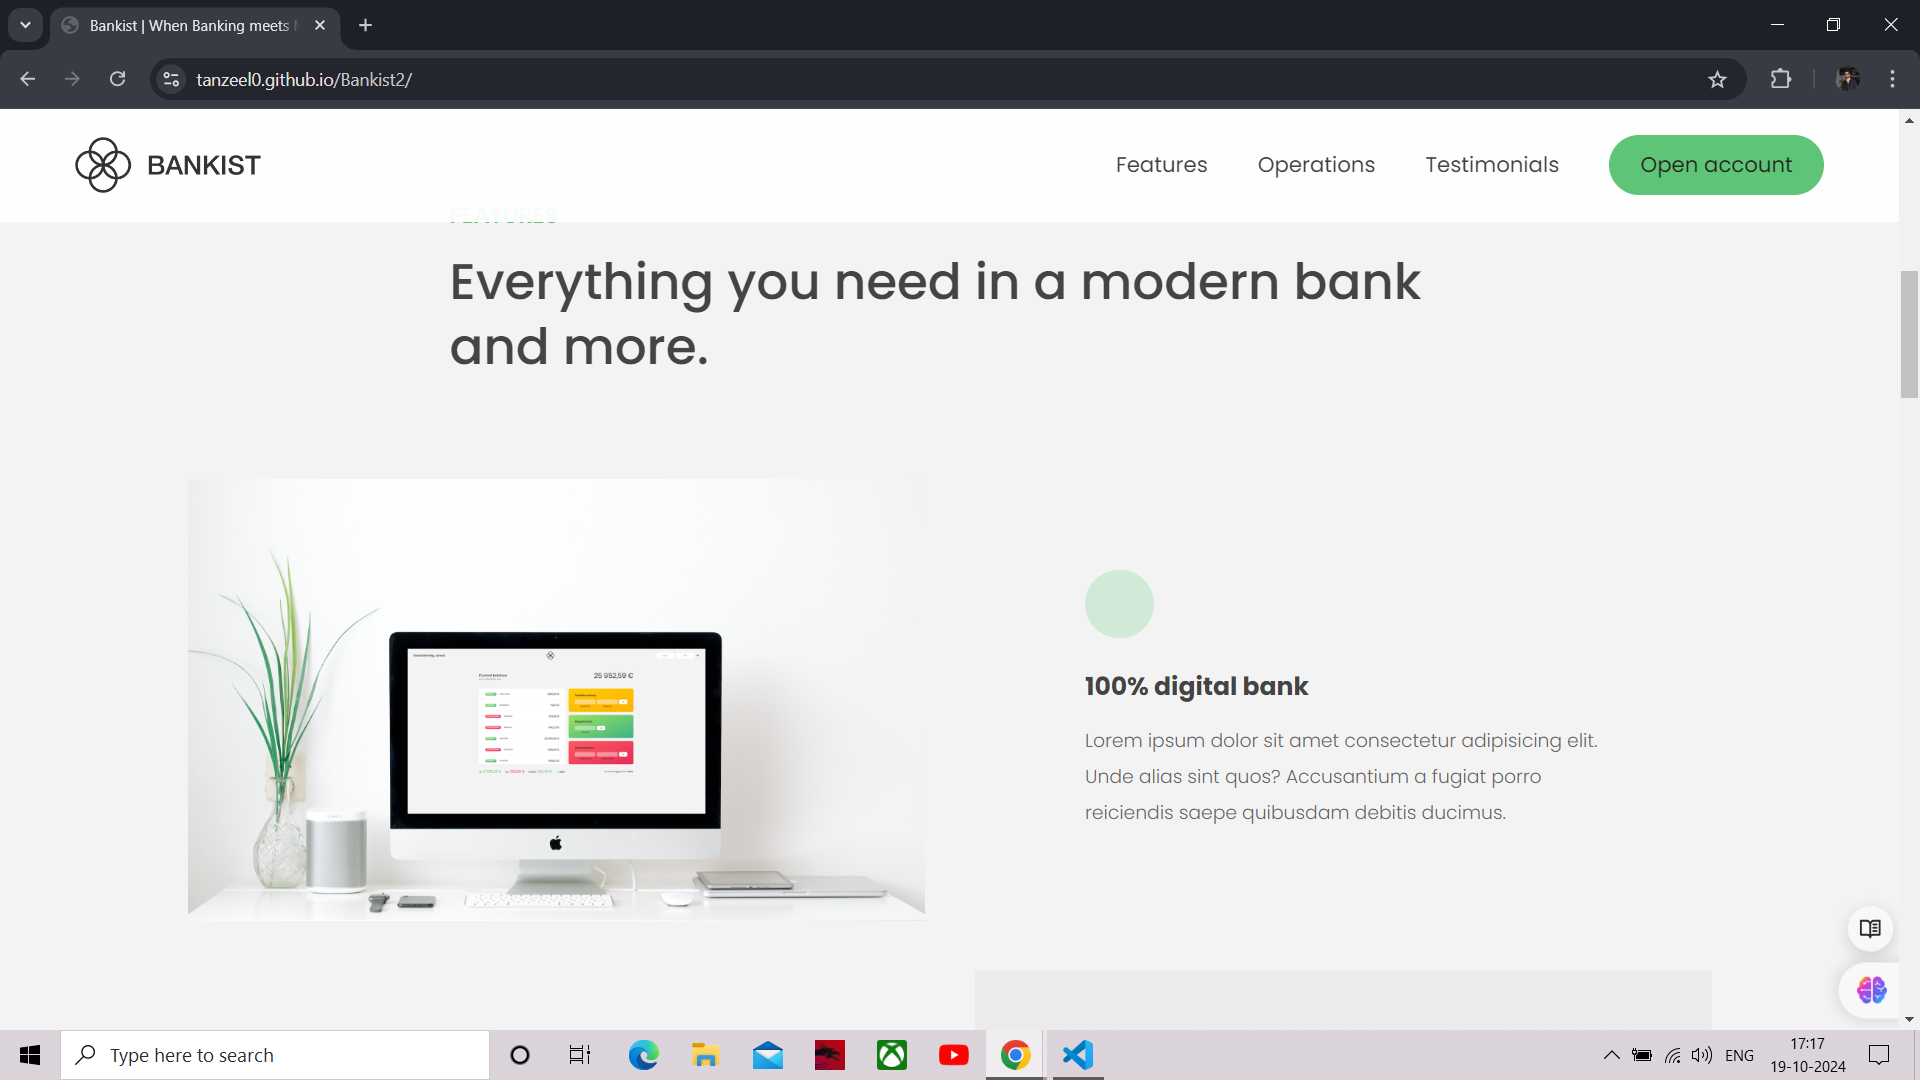 Bankist | When Banking meets
tanzeel0.github.io/Bankist2/
BANKIST
Features
Operations
Testimonials
Open account
FEATURES
Everything you need in a modern bank
and more.
25 952,59 €
100% digital bank
Lorem ipsum dolor sit amet consectetur adipisicing elit.
Unde alias sint quos? Accusantium a fugiat porro
reiciendis saepe quibusdam debitis ducimus.
Type here to search
ENG
17:17
19-10-2024